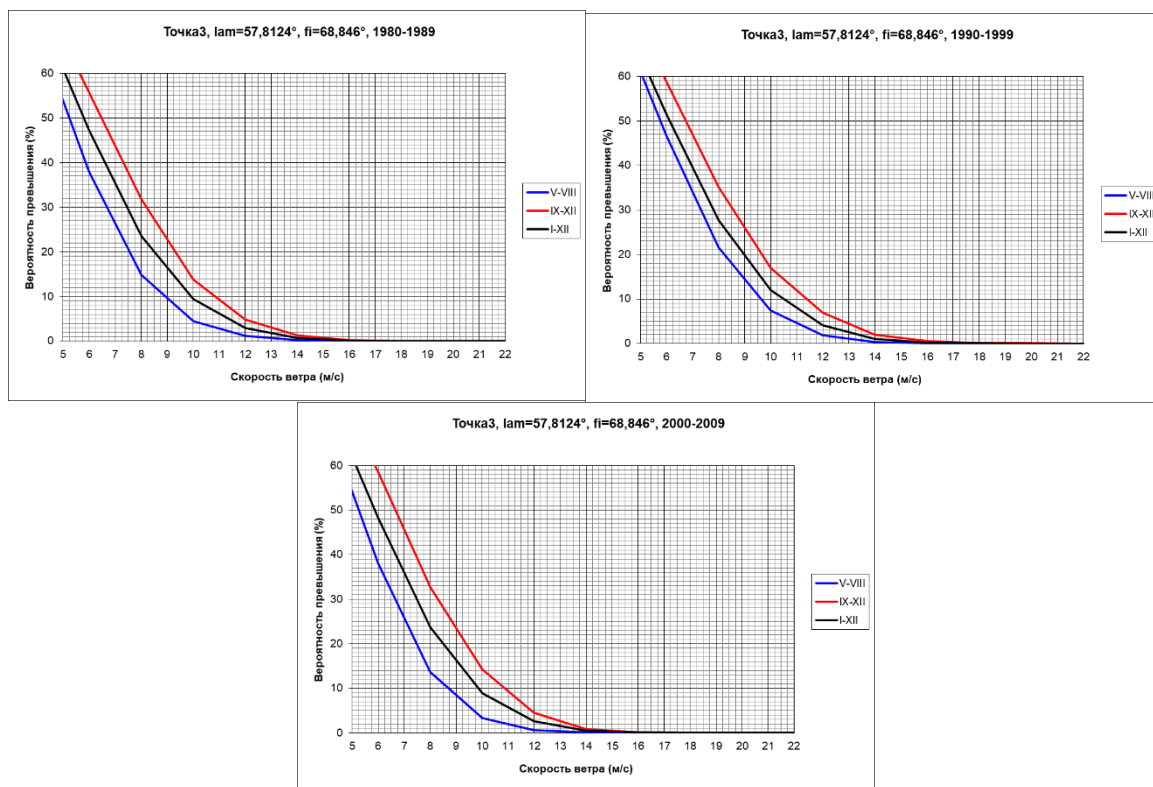 Точка3, lam=57,8124°, fi=68,846°, 1980-1989
Вероятность превышения (%)
60
50
40
30
20
10
0
5 6 7 8 9 10 11 12 13 14 15 16 17 18 19 20 21 22
Скорость ветра (м/с)
V-VIII
IX-XII
I-XII
Точка3, lam=57,8124°, fi=68,846°, 1990-1999
Вероятность превышения (%)
60
50
40
30
20
10
0
5 6 7 8 9 10 11 12 13 14 15 16 17 18 19 20 21 22
Скорость ветра (м/с)
V-VIII
IX-XII
I-XII
Точка3, lam=57,8124°, fi=68,846°, 2000-2009
Вероятность превышения (%)
60
50
40
30
20
10
0
5 6 7 8 9 10 11 12 13 14 15 16 17 18 19 20 21 22
Скорость ветра (м/с)
V-VIII
IX-XII
I-XII